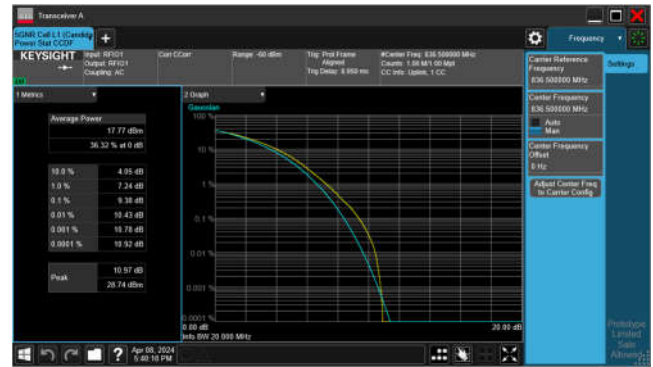 Transceiver A
5GNR Cell L1 (Candida
Power Stat CCDF
Frequency
KEYSIGHT
Input: RFIO1
Output: RFIO1
Coupling: AC
Corr CCorr
Range: -60 dBm
Trig: Prot Frame
Aligned
Trig Delay: 8.950 ms
#Center Freq: 836.500000 MHz
Counts: 1.00 M/1.00 Mpt
CC Info: Uplink, 1 CC
Carrier Reference
Frequency
836.500000 MHz
Settings
Center Frequency
836.500000 MHz
Auto
Man
Center Frequency
Offset
0 Hz
Adjust Center Freq
to Carrier Config
1 Metrics
Average Power
17.77 dBm
36.32 % at 0 dB
10.0 % 4.05 dB
1.0 % 7.24 dB
0.1 % 9.38 dB
0.01 % 10.43 dB
0.001 % 10.78 dB
0.0001 % 10.92 dB
Peak
10.97 dB
28.74 dBm
2 Graph
Gaussian
100 %
10 %
1 %
0.1 %
0.01 %
0.001 %
0.0001 %
0.00 dB
20.00 dB
Info BW 20.000 MHz
Apr 08, 2024
5:40:16 PM
Prototype
Limited
Sale
Allowed